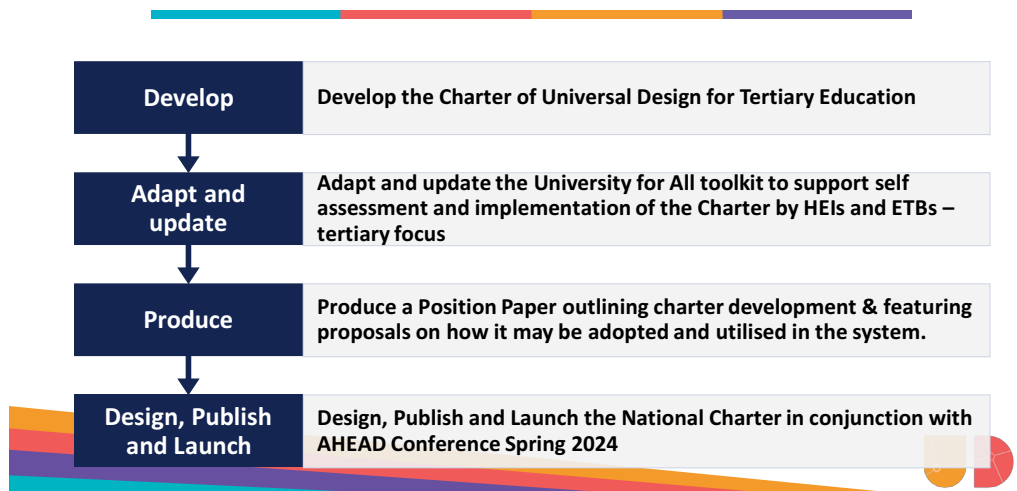 Develop
Develop the Charter of Universal Design for Tertiary Education
Adapt and
update
Adapt and update the University for All toolkit to support self
assessment and implementation of the Charter by HEIs and ETBs –
tertiary focus
Produce
Produce a Position Paper outlining charter development & featuring
proposals on how it may be adopted and utilised in the system.
Design, Publish
and Launch
Design, Publish and Launch the National Charter in conjunction with
AHEAD Conference Spring 2024